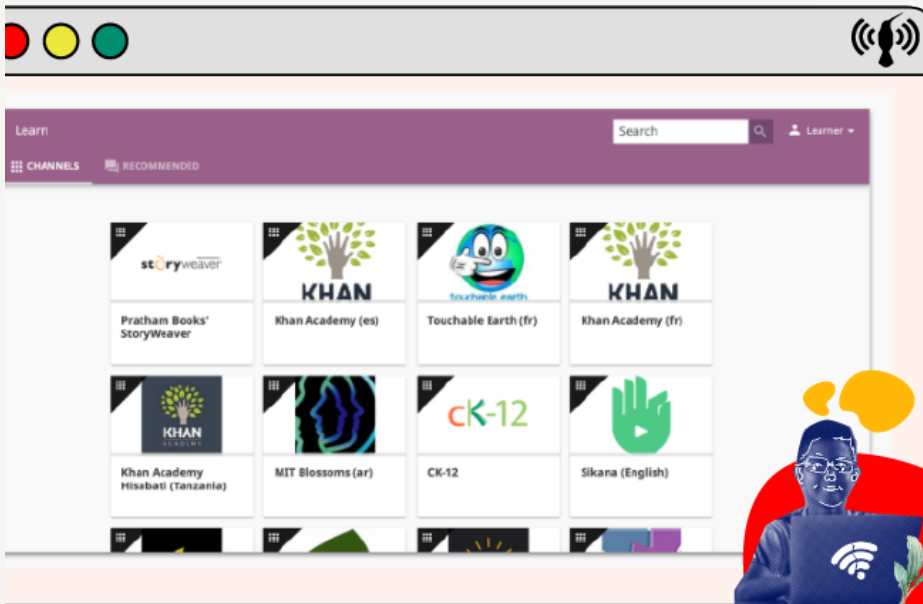 Learn
Search
Learner
CHANNELS
RECOMMENDED
storyweaver
KHAN
touchable earth
KHAN
Pratham Books'
StoryWeaver
Khan Academy (es)
Touchable Earth (fr)
Khan Academy (fr)
KHAN
ACADEMY
cK-12
Khan Academy
Hisabati (Tanzania)
MIT Blossoms (ar)
CK-12
Sikana (English)